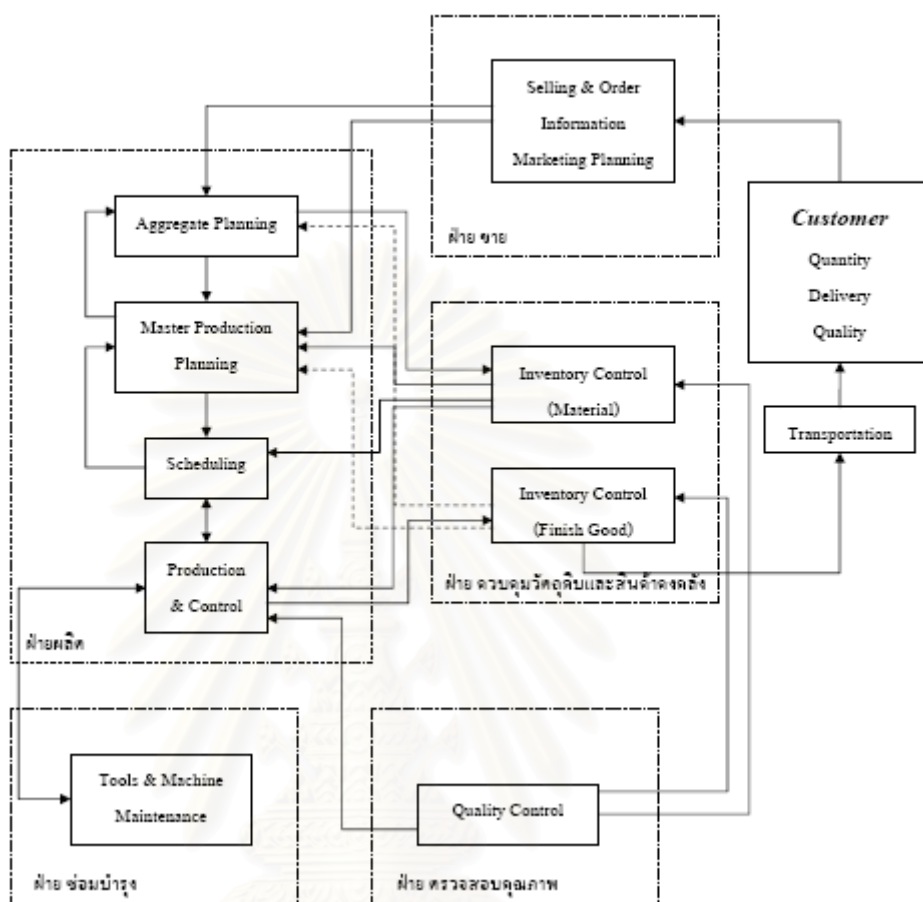 Selling & Order
Information
Marketing Planning
ฝ่าย ขาย
Customer
Quantity
Delivery
Quality
Aggregate Planning
Master Production
Planning
Scheduling
Production
& Control
ฝ่ายผลิต
Inventory Control
(Material)
Inventory Control
(Finish Good)
ฝ่าย ควบคุมวัตถุดิบและสินค้าคงคลัง
Transportation
Tools & Machine
Maintenance
ฝ่าย ซ่อมบำรุง
Quality Control
ฝ่าย ตรวจสอบคุณภาพ